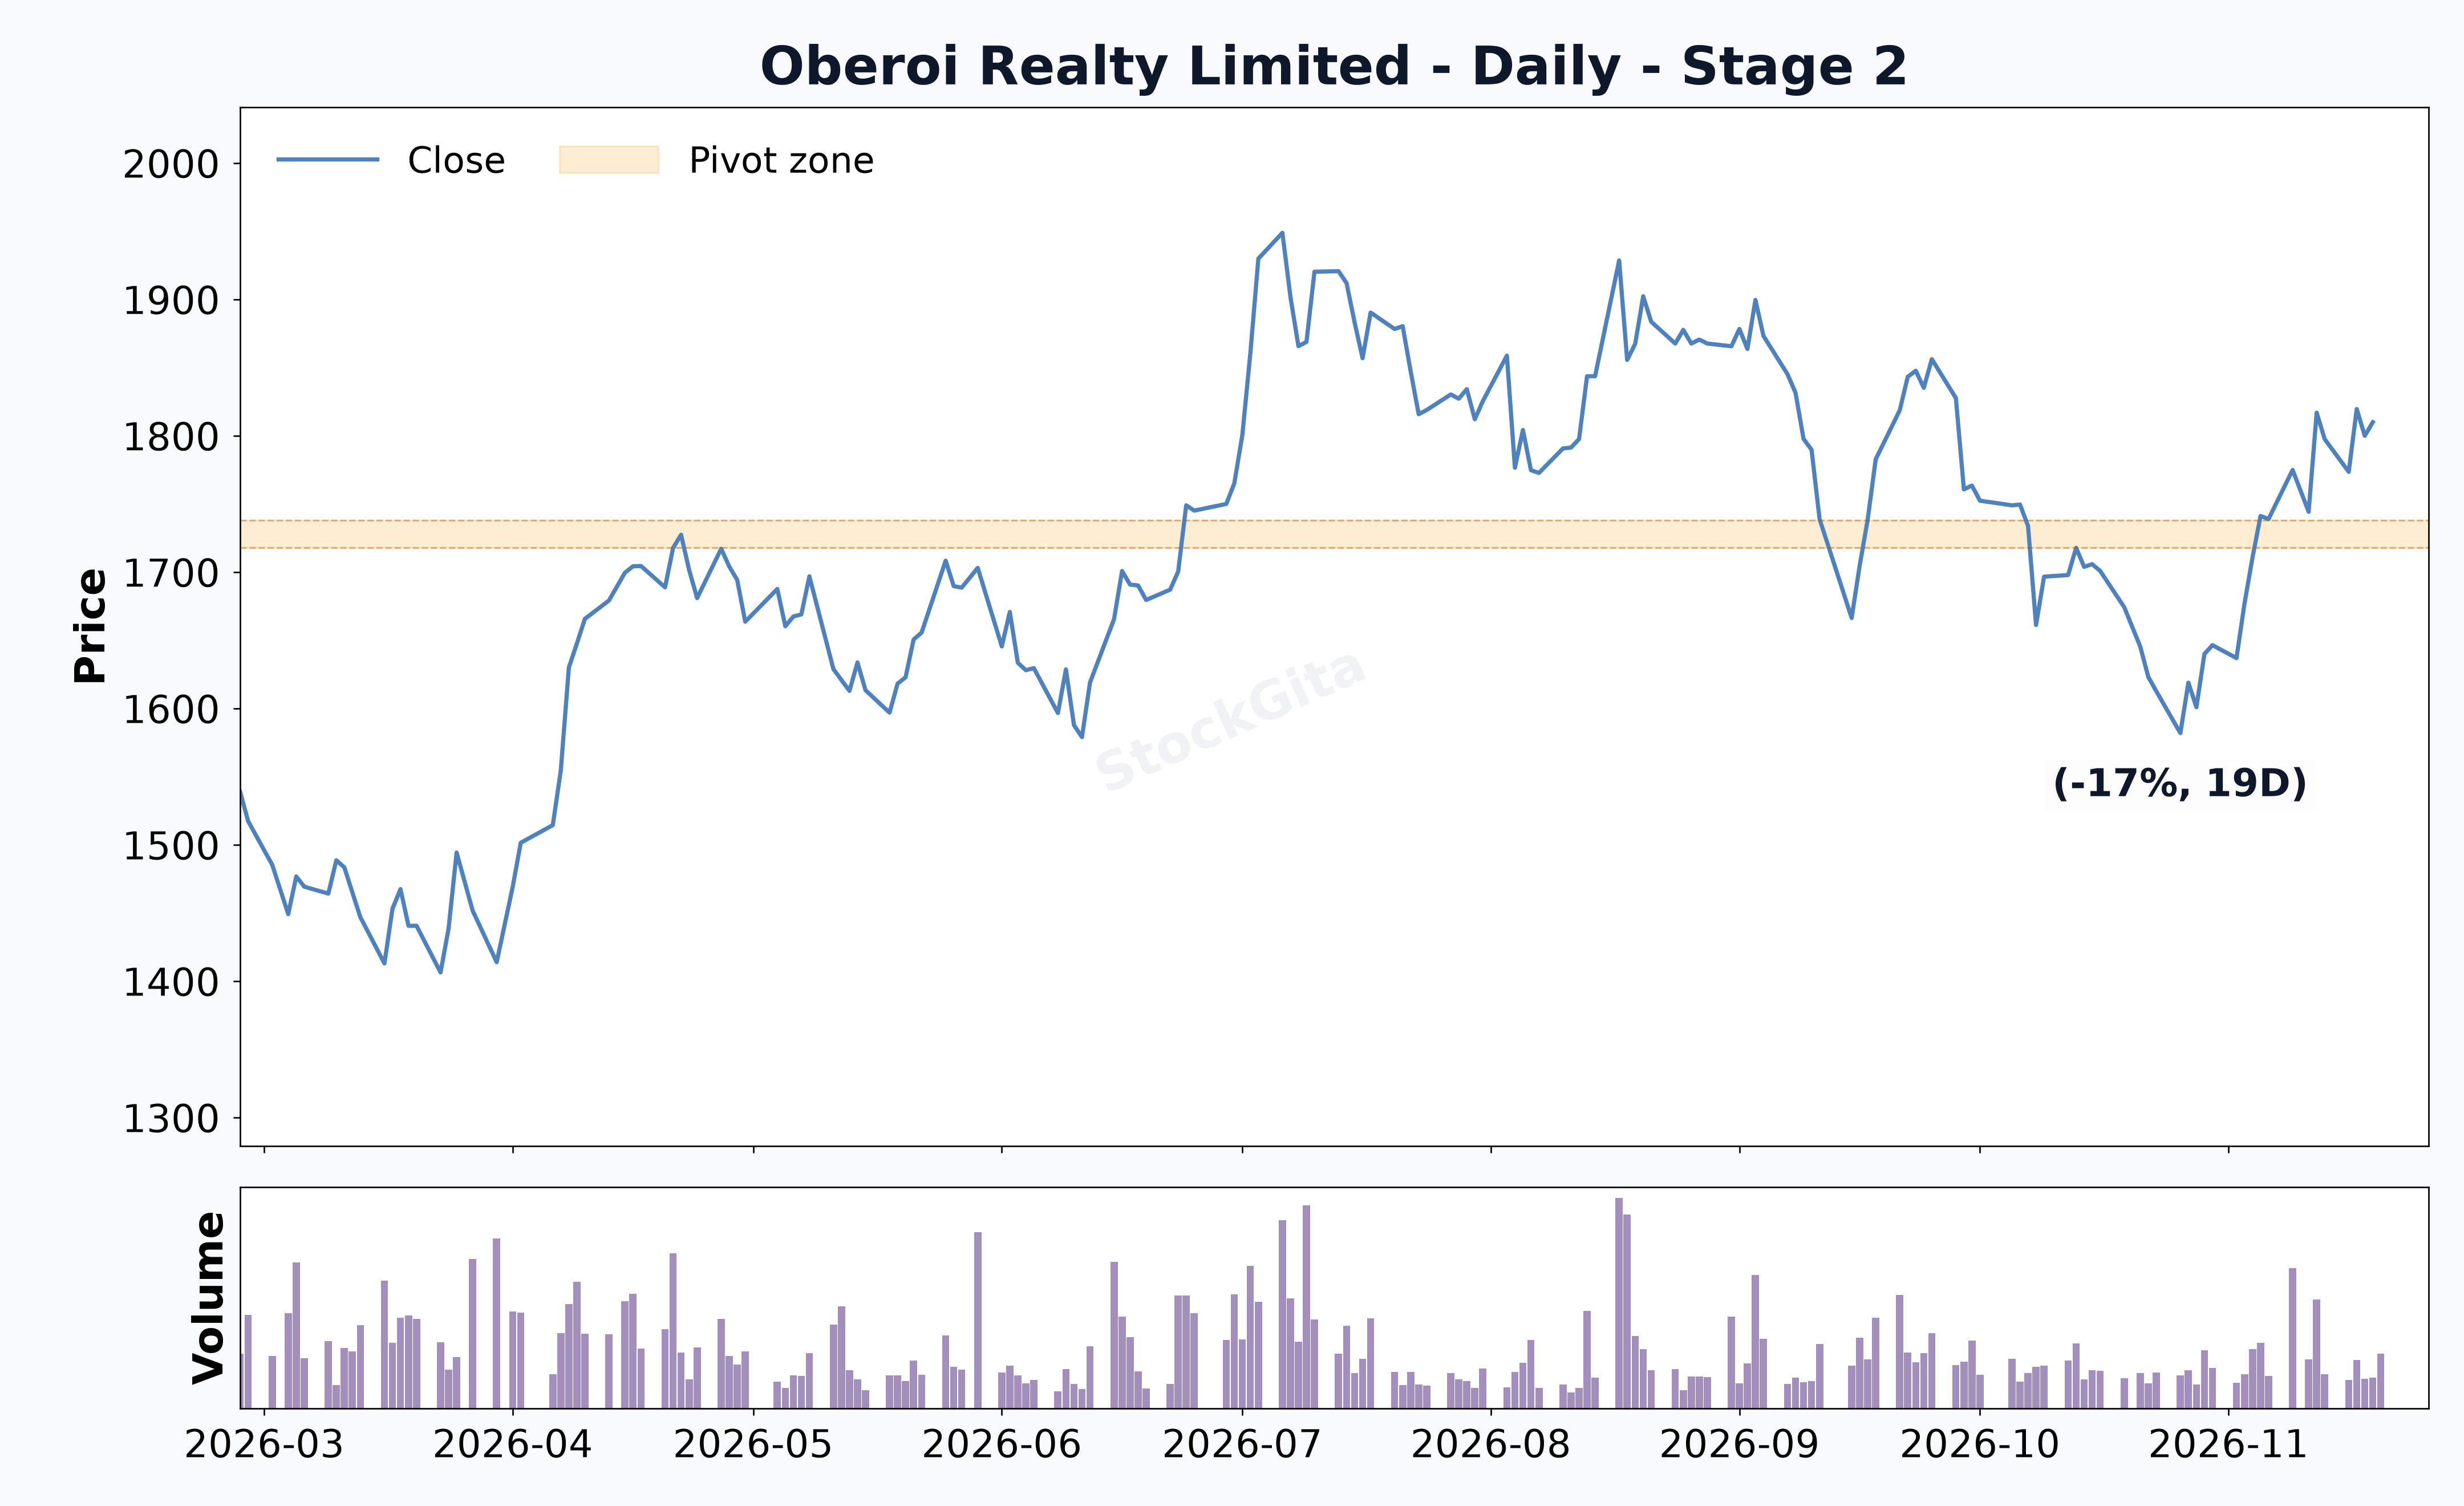 Oberoi Realty Limited - Daily - Stage 2
Close
Pivot zone
2000
1900
1800
1700
1600
1500
1400
1300
Price
StockGita
(-17%, 19D)
Volume
2026-03
2026-04
2026-05
2026-06
2026-07
2026-08
2026-09
2026-10
2026-11